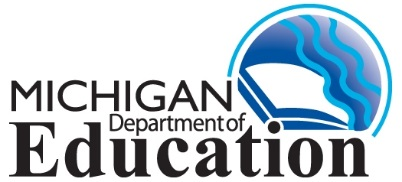 MICHIGAN
Department of
Education